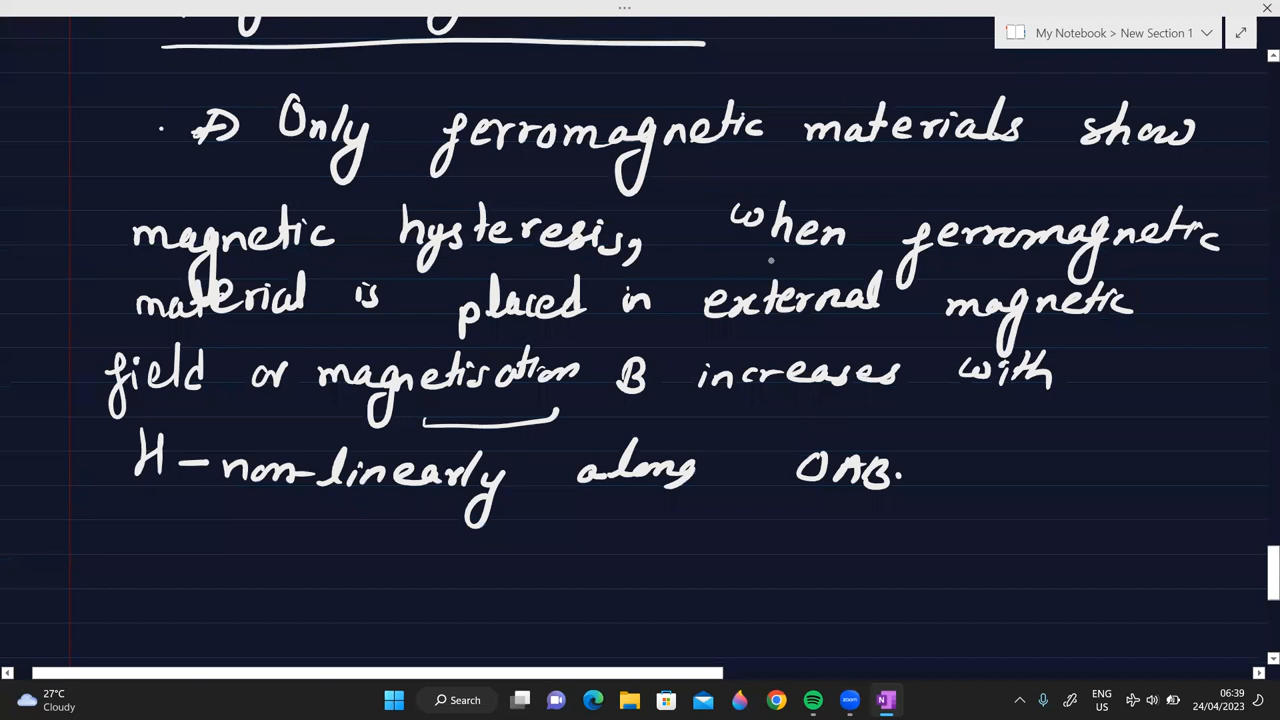 My Notebook > New Section 1
→ Only ferromagnetic materials show
magnetic hysteresis, when ferromagnetic
material is placed in external magnetic
field or magnetisation B increases with
H - non-linearly along OAB.
27°C
Cloudy
Search
ENG
US
06:39
24/04/2023